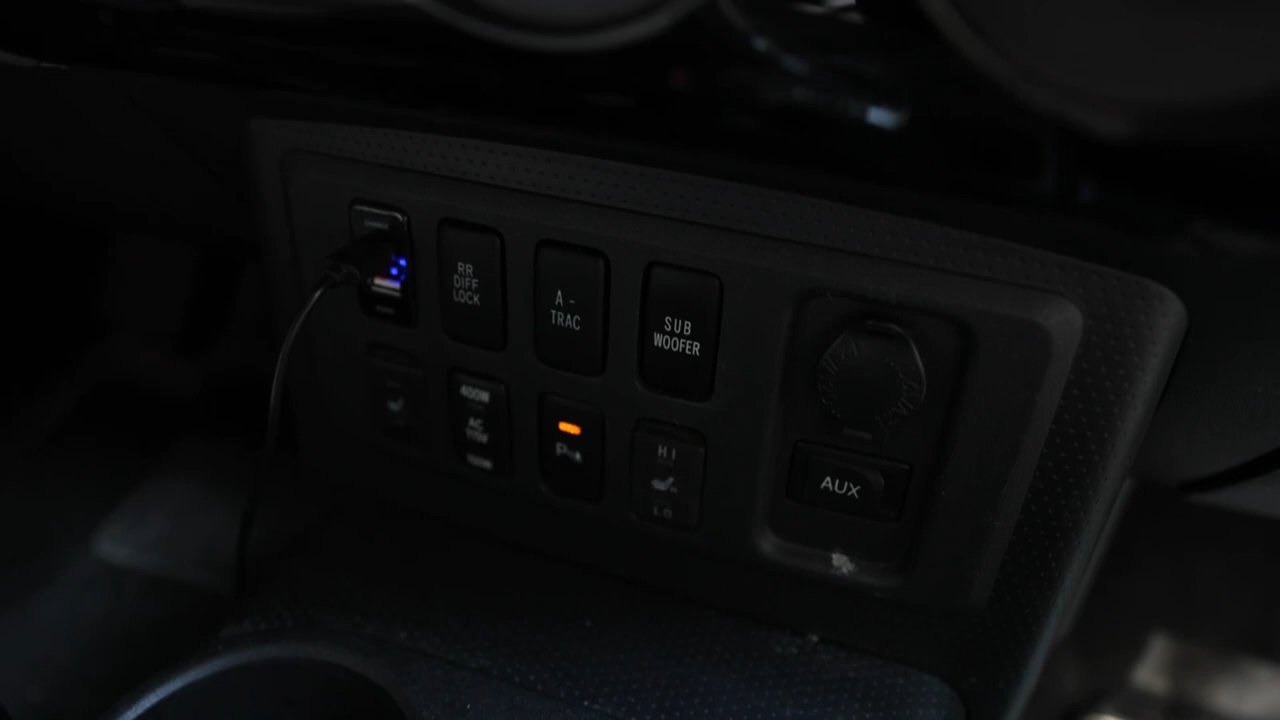 RR
DIFF
LOCK
A -
TRAC
SUB
WOOFER
400W
AC
115V
HI
LO
AUX